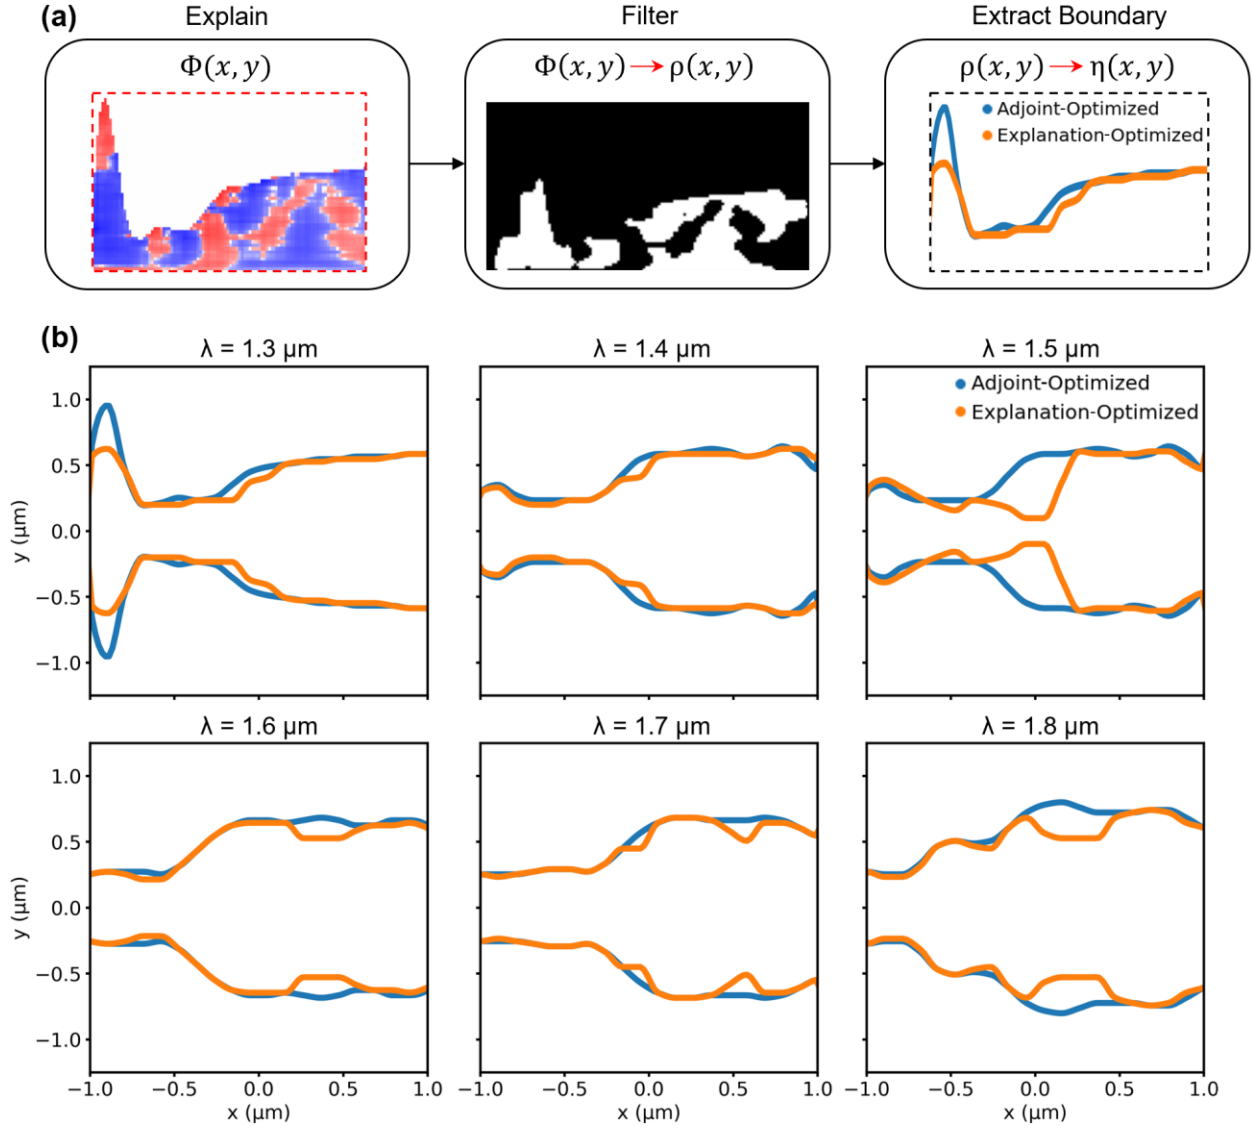 (a)
Explain
Filter
Extract Boundary
Φ(x, y)
Φ(x, y) → ρ(x, y)
ρ(x, y) → η(x, y)
Adjoint-Optimized
Explanation-Optimized
(b)
λ = 1.3 μm
λ = 1.4 μm
λ = 1.5 μm
Adjoint-Optimized
Explanation-Optimized
1.0
0.5
0.0
−0.5
−1.0
y (μm)
λ = 1.6 μm
λ = 1.7 μm
λ = 1.8 μm
1.0
0.5
0.0
−0.5
−1.0
y (μm)
−1.0 −0.5 0.0 0.5 1.0
−1.0 −0.5 0.0 0.5 1.0
−1.0 −0.5 0.0 0.5 1.0
x (μm)
x (μm)
x (μm)